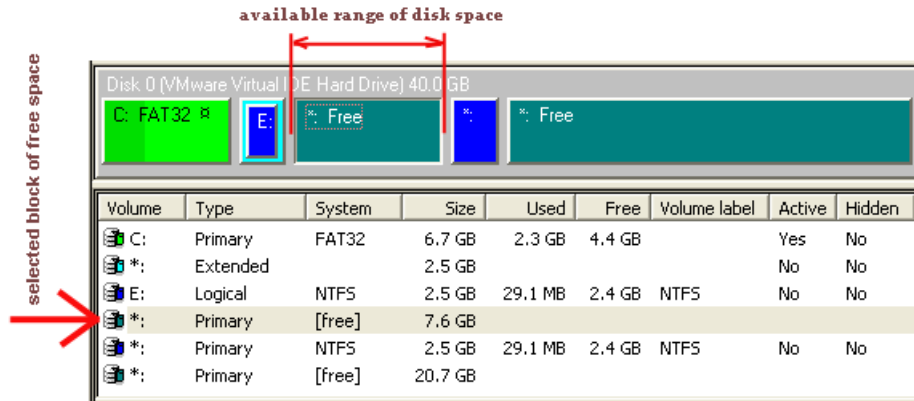 available range of disk space
selected block of free space
Disk 0 (VMware Virtual IDE Hard Drive) 40.0 GB
C: FAT32 ¤ E: *: Free *: *: Free
Volume Type System Size Used Free Volume label Active Hidden
C: Primary FAT32 6.7 GB 2.3 GB 4.4 GB Yes No
*: Extended 2.5 GB No No
E: Logical NTFS 2.5 GB 29.1 MB 2.4 GB NTFS No No
*: Primary [free] 7.6 GB
*: Primary NTFS 2.5 GB 29.1 MB 2.4 GB NTFS No No
*: Primary [free] 20.7 GB